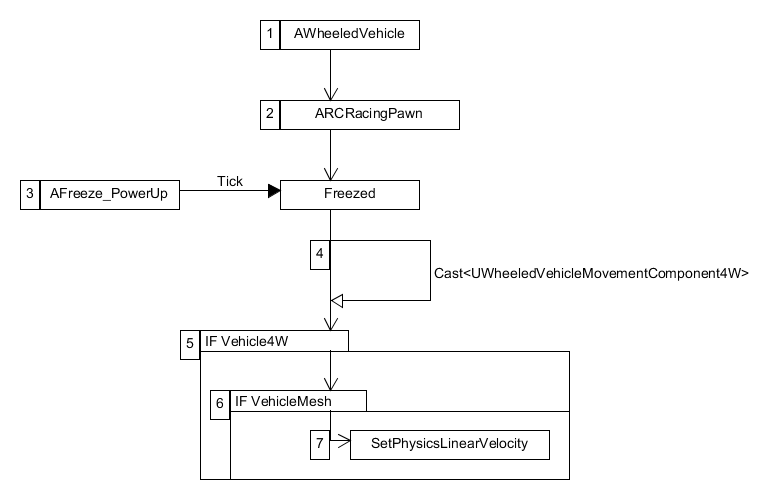 1 AWheeledVehicle
2 ARCRacingPawn
3 AFreeze_PowerUp Tick Freezed
4
Cast<UWheeledVehicleMovementComponent4W>
5 IF Vehicle4W
6 IF VehicleMesh
7 SetPhysicsLinearVelocity